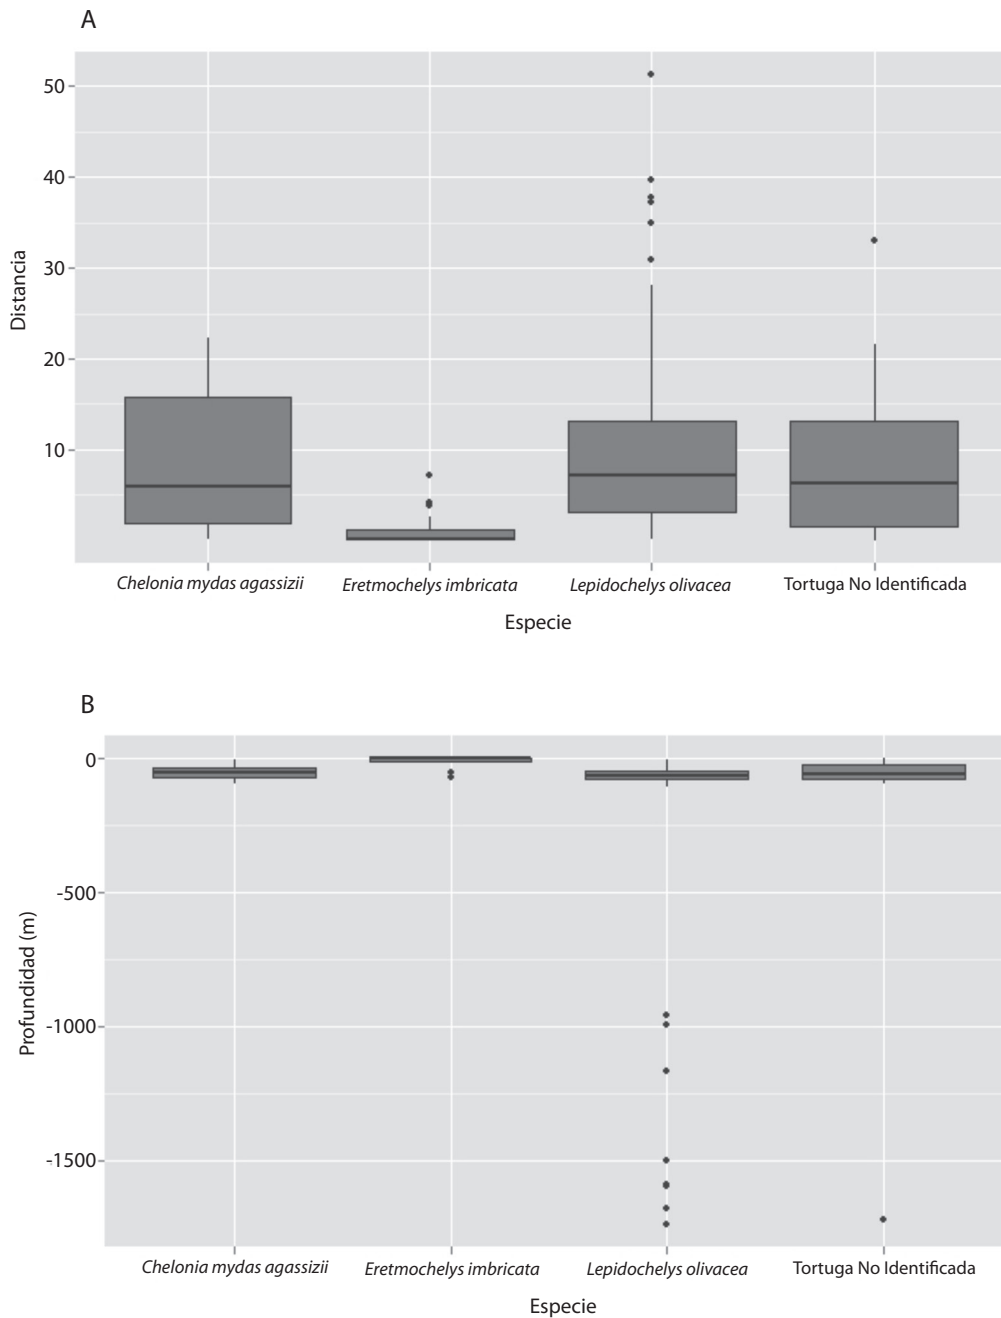 A
Distancia
50
40
30
20
10
Chelonia mydas agassizii
Eretmochelys imbricata
Lepidochelys olivacea
Tortuga No Identificada
Especie
B
Profundidad (m)
0
-500
-1000
-1500
Chelonia mydas agassizii
Eretmochelys imbricata
Lepidochelys olivacea
Tortuga No Identificada
Especie